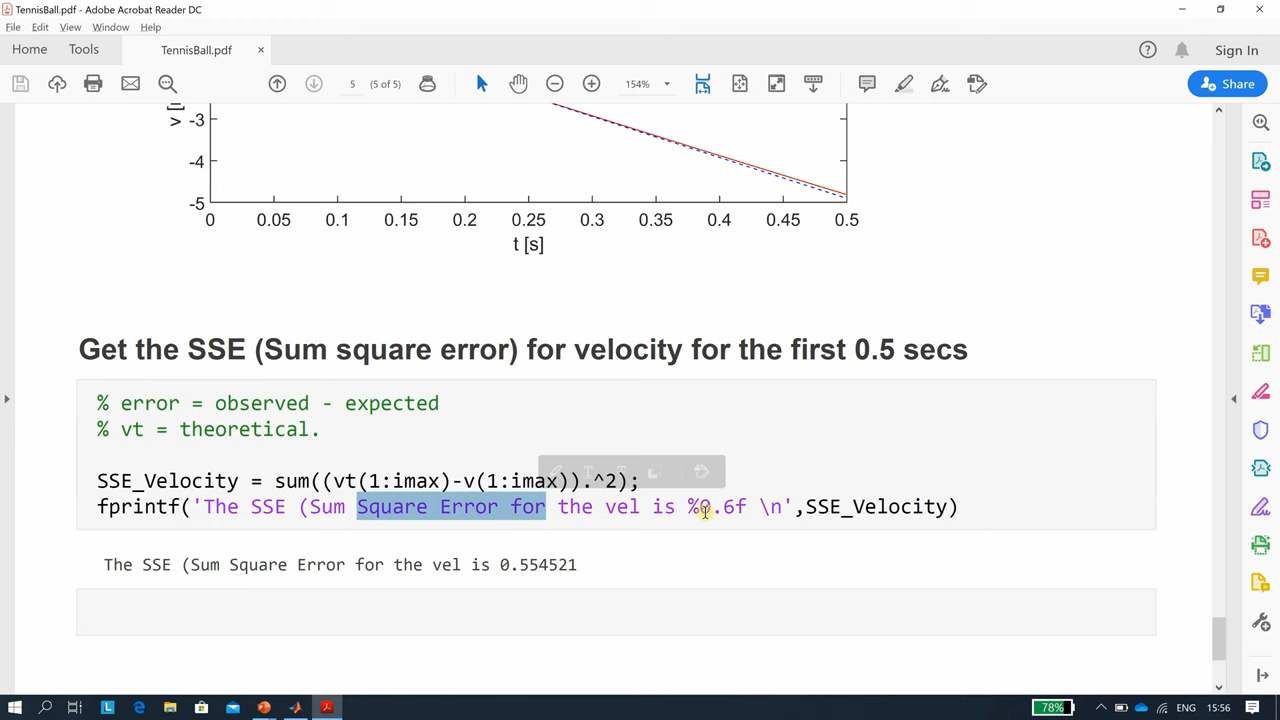 TennisBall.pdf - Adobe Acrobat Reader DC
File Edit View Window Help
Home Tools TennisBall.pdf × Sign In
5 (5 of 5) 154% Share
v [
-3
-4
-5
0 0.05 0.1 0.15 0.2 0.25 0.3 0.35 0.4 0.45 0.5
t [s]
Get the SSE (Sum square error) for velocity for the first 0.5 secs
% error = observed - expected
% vt = theoretical.
SSE_Velocity = sum((vt(1:imax)-v(1:imax)).^2);
fprintf('The SSE (Sum Square Error for the vel is %0.6f \n',SSE_Velocity)
The SSE (Sum Square Error for the vel is 0.554521
78% ENG 15:56